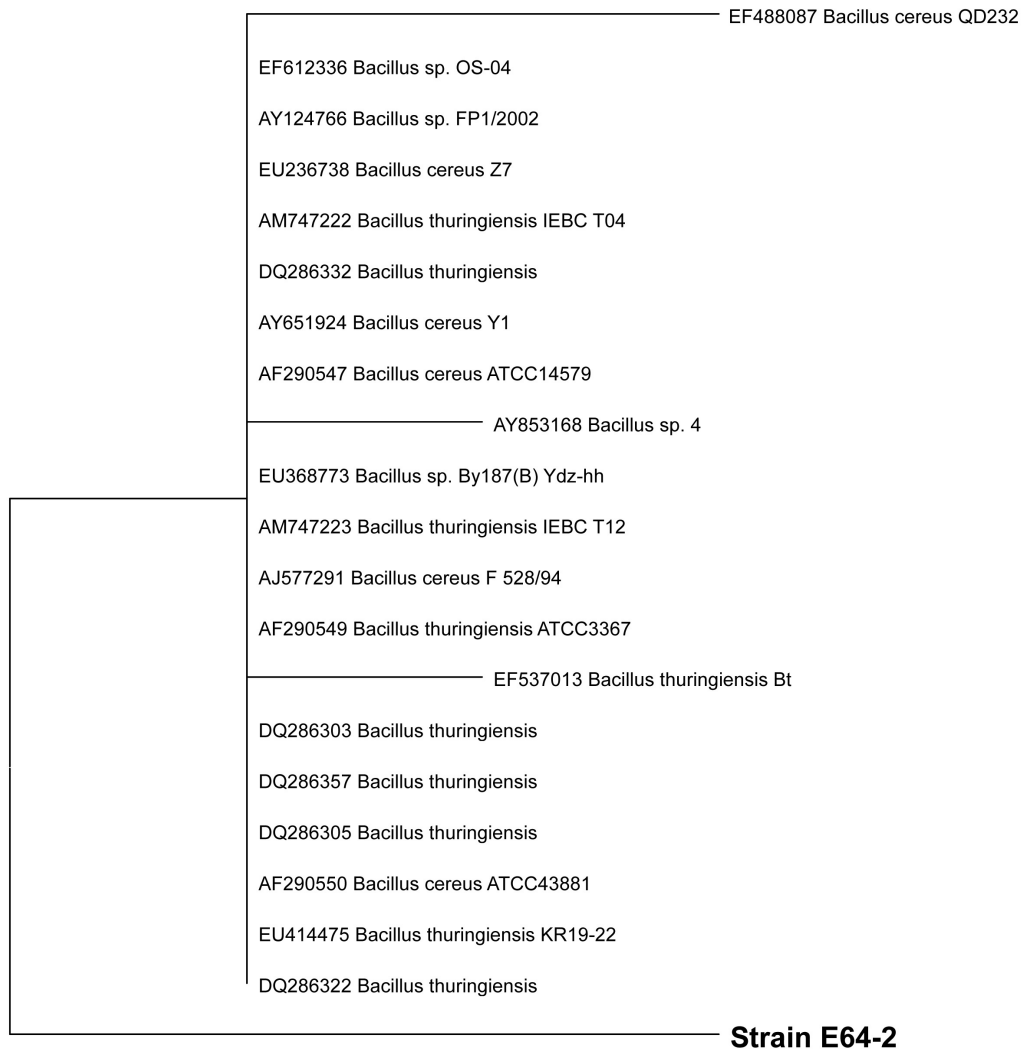 EF488087 Bacillus cereus QD232
EF612336 Bacillus sp. OS-04
AY124766 Bacillus sp. FP1/2002
EU236738 Bacillus cereus Z7
AM747222 Bacillus thuringiensis IEBC T04
DQ286332 Bacillus thuringiensis
AY651924 Bacillus cereus Y1
AF290547 Bacillus cereus ATCC14579
AY853168 Bacillus sp. 4
EU368773 Bacillus sp. By187(B) Ydz-hh
AM747223 Bacillus thuringiensis IEBC T12
AJ577291 Bacillus cereus F 528/94
AF290549 Bacillus thuringiensis ATCC3367
EF537013 Bacillus thuringiensis Bt
DQ286303 Bacillus thuringiensis
DQ286357 Bacillus thuringiensis
DQ286305 Bacillus thuringiensis
AF290550 Bacillus cereus ATCC43881
EU414475 Bacillus thuringiensis KR19-22
DQ286322 Bacillus thuringiensis
Strain E64-2